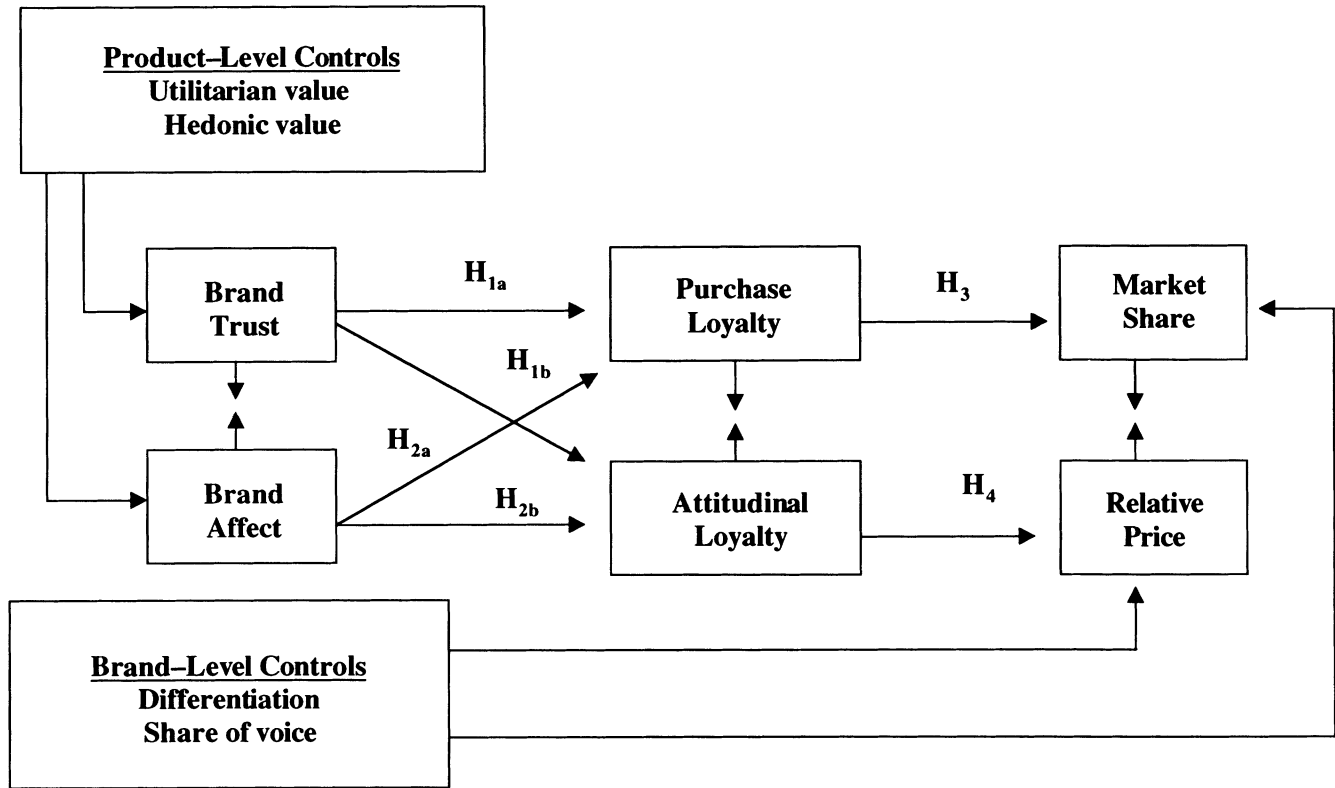 Product–Level Controls
Utilitarian value
Hedonic value
Brand
Trust
H1a
Purchase
Loyalty
H3
Market
Share
H1b
H2a
Brand
Affect
H2b
Attitudinal
Loyalty
H4
Relative
Price
Brand–Level Controls
Differentiation
Share of voice